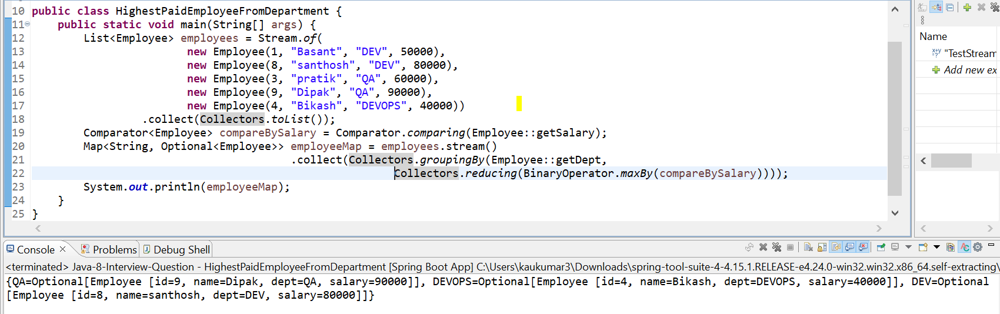 10 public class HighestPaidEmployeeFromDepartment {
11 public static void main(String[] args) {
12 List<Employee> employees = Stream.of(
13 new Employee(1, "Basant", "DEV", 50000),
14 new Employee(8, "santhosh", "DEV", 80000),
15 new Employee(3, "pratik", "QA", 60000),
16 new Employee(9, "Dipak", "QA", 90000),
17 new Employee(4, "Bikash", "DEVOPS", 40000))
18 .collect(Collectors.toList());
19 Comparator<Employee> compareBySalary = Comparator.comparing(Employee::getSalary);
20 Map<String, Optional<Employee>> employeeMap = employees.stream()
21 .collect(Collectors.groupingBy(Employee::getDept,
22 Collectors.reducing(BinaryOperator.maxBy(compareBySalary))));
23 System.out.println(employeeMap);
24 }
25 }
Name
"TestStream
Add new ex
Console Problems Debug Shell
<terminated> Java-8-Interview-Question - HighestPaidEmployeeFromDepartment [Spring Boot App] C:\Users\kaukumar3\Downloads\spring-tool-suite-4-4.15.1.RELEASE-e4.24.0-win32.win32.x86_64.self-extracting\
{QA=Optional[Employee [id=9, name=Dipak, dept=QA, salary=90000]], DEVOPS=Optional[Employee [id=4, name=Bikash, dept=DEVOPS, salary=40000]], DEV=Optional
[Employee [id=8, name=santhosh, dept=DEV, salary=80000]]}